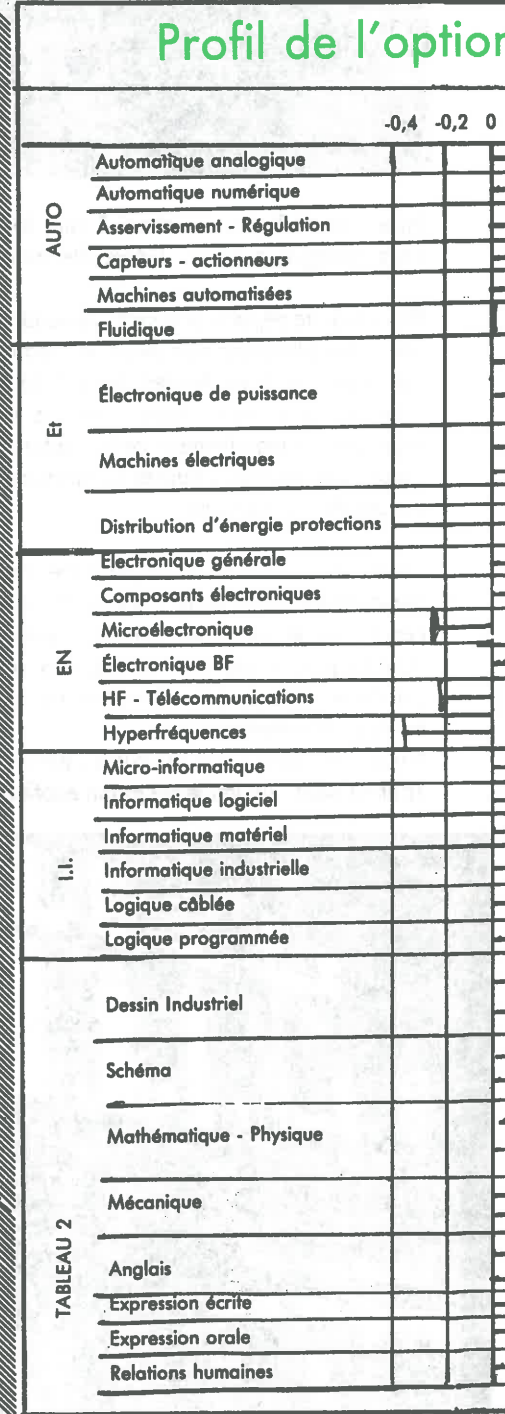 Profil de l'option
-0,4 -0,2 0
AUTO
Automatique analogique
Automatique numérique
Asservissement - Régulation
Capteurs - actionneurs
Machines automatisées
Fluidique
Et
Électronique de puissance
Machines électriques
Distribution d'énergie protections
EN
Electronique générale
Composants électroniques
Microélectronique
Électronique BF
HF - Télécommunications
Hyperfréquences
I.I.
Micro-informatique
Informatique logiciel
Informatique matériel
Informatique industrielle
Logique câblée
Logique programmée
TABLEAU 2
Dessin Industriel
Schéma
Mathématique - Physique
Mécanique
Anglais
Expression écrite
Expression orale
Relations humaines